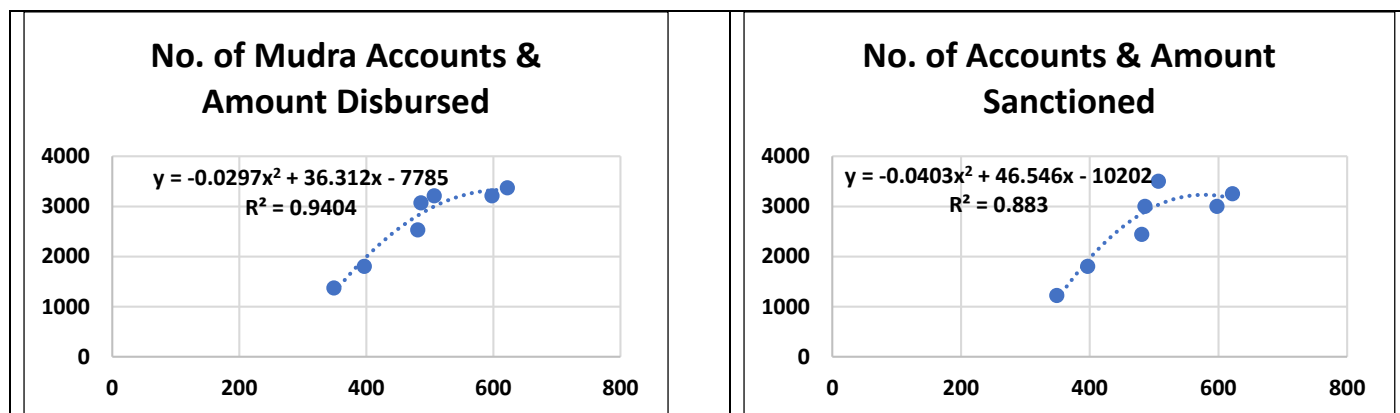 No. of Mudra Accounts &
Amount Disbursed
4000
3000
2000
1000
0
y = -0.0297x² + 36.312x - 7785
R² = 0.9404
0 200 400 600 800
No. of Accounts & Amount
Sanctioned
4000
3000
2000
1000
0
y = -0.0403x² + 46.546x - 10202
R² = 0.883
0 200 400 600 800